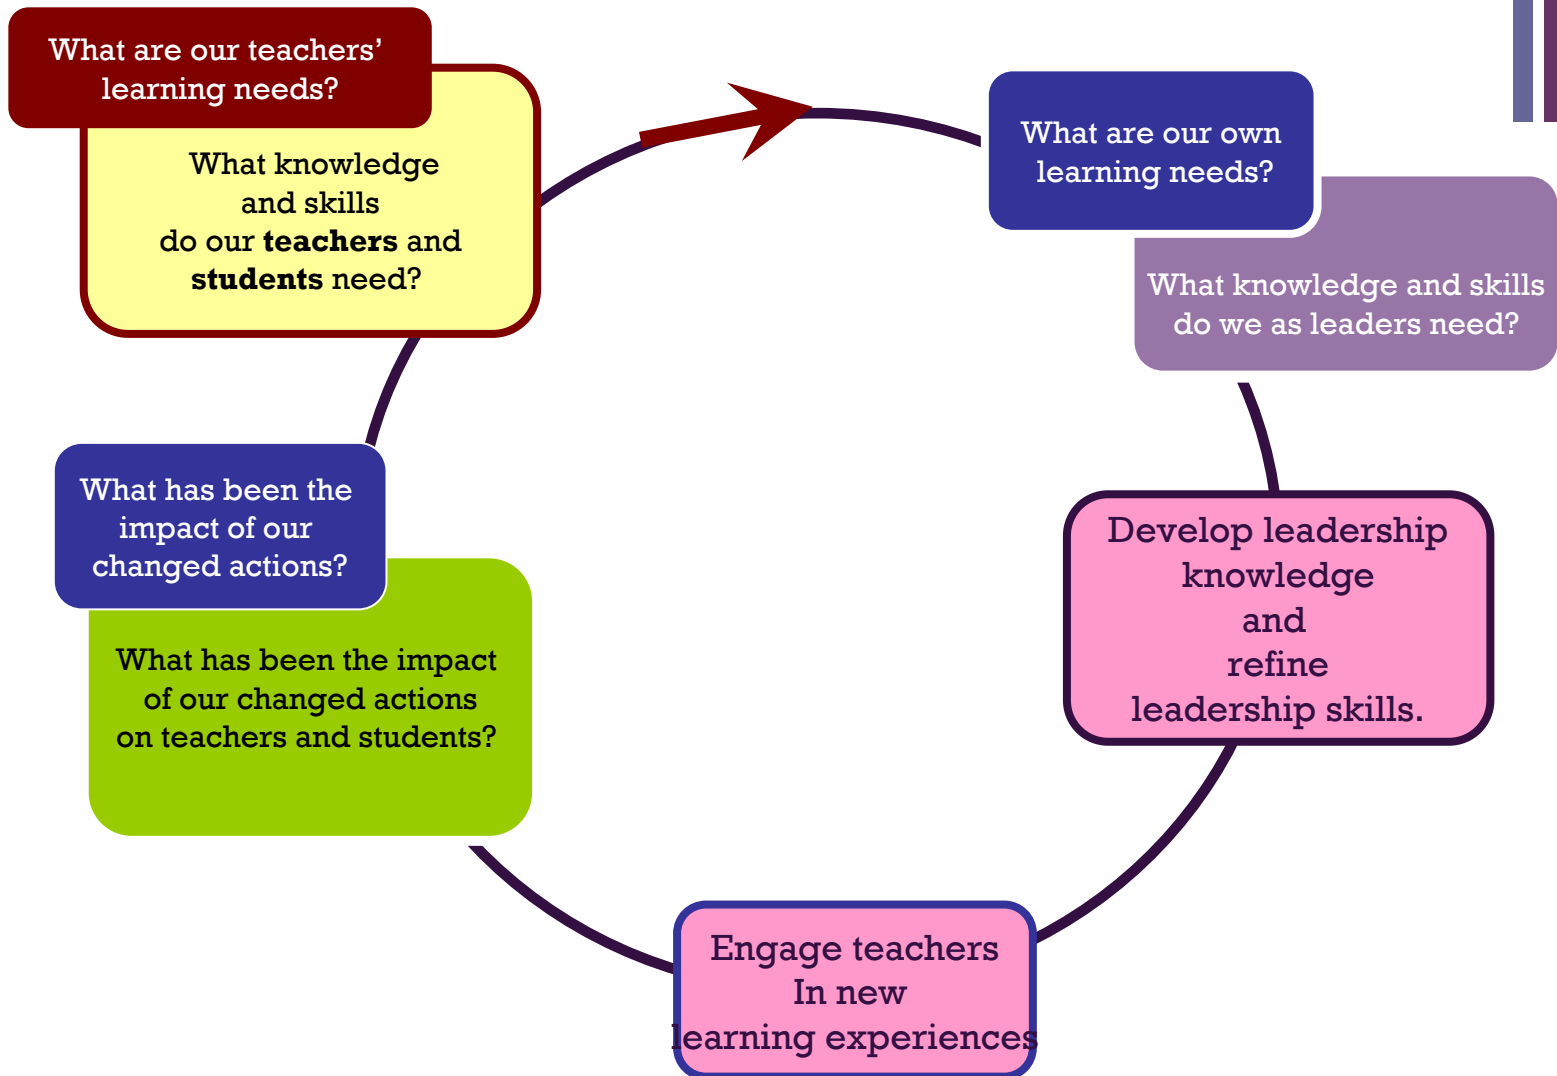 What are our teachers’
learning needs?
What knowledge
and skills
do our teachers and
students need?
What are our own
learning needs?
What knowledge and skills
do we as leaders need?
Develop leadership
knowledge
and
refine
leadership skills.
Engage teachers
In new
learning experiences
What has been the
impact of our
changed actions?
What has been the impact
of our changed actions
on teachers and students?